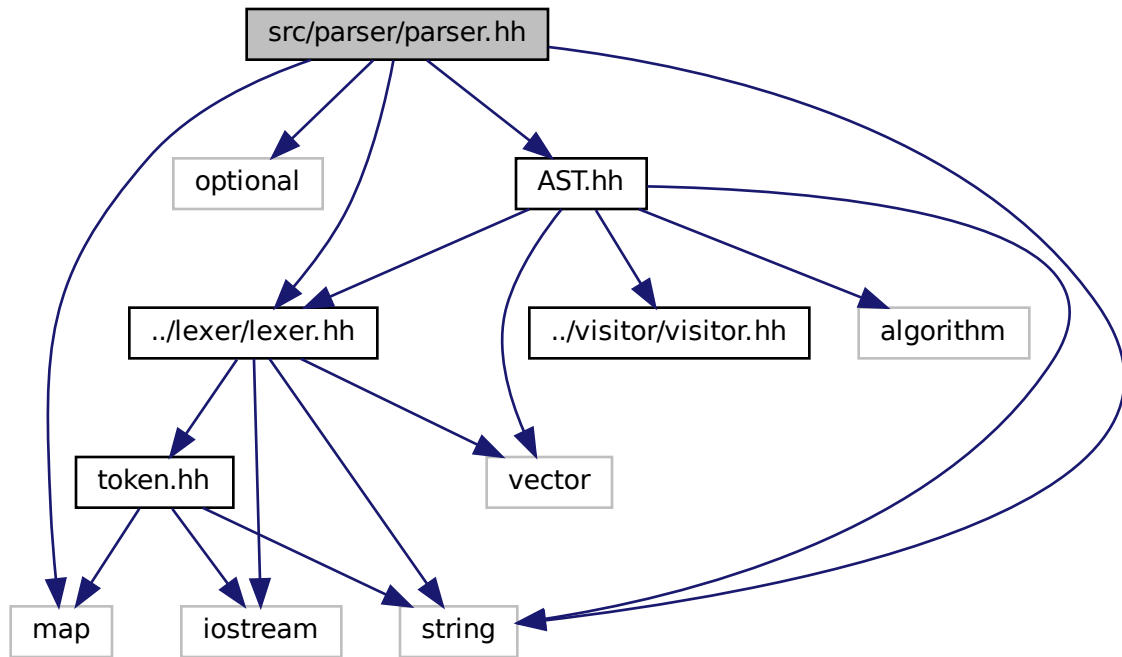 src/parser/parser.hh
optional
AST.hh
../lexer/lexer.hh
../visitor/visitor.hh
algorithm
token.hh
vector
map
iostream
string